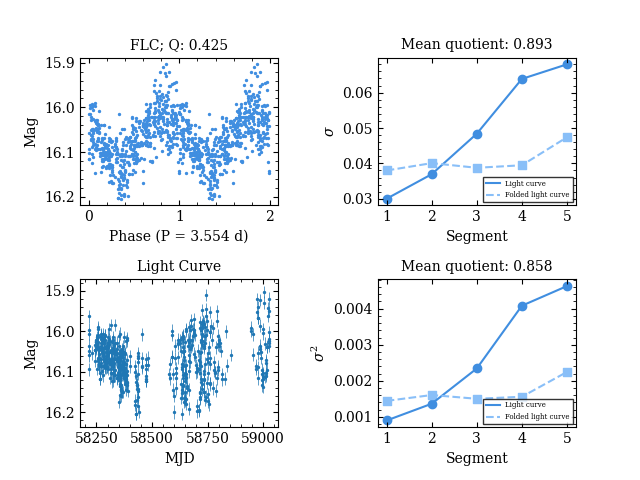 FLC; Q: 0.425
15.9
16.0
16.1
16.2
Mag
0
1
2
Phase (P = 3.554 d)
Mean quotient: 0.893
0.06
0.05
0.04
0.03
σ
Light curve
Folded light curve
1
2
3
4
5
Segment
Light Curve
15.9
16.0
16.1
16.2
Mag
58250
58500
58750
59000
MJD
Mean quotient: 0.858
0.004
0.003
0.002
0.001
σ²
Light curve
Folded light curve
1
2
3
4
5
Segment